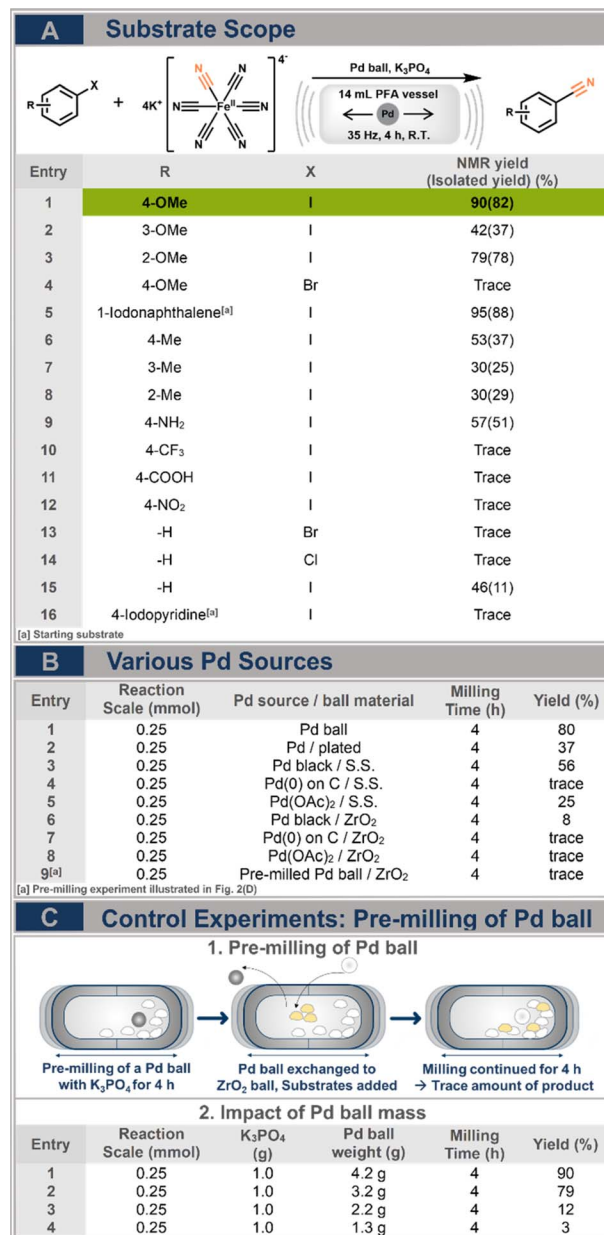 A Substrate Scope
R
X
+
4K⁺
N N N N N N
Feᴵᴵ
4-
Pd ball, K₃PO₄
14 mL PFA vessel
Pd
35 Hz, 4 h, R.T.
R
N
Entry R X NMR yield (Isolated yield) (%)
1 4-OMe I 90(82)
2 3-OMe I 42(37)
3 2-OMe I 79(78)
4 4-OMe Br Trace
5 1-Iodonaphthalene[a] I 95(88)
6 4-Me I 53(37)
7 3-Me I 30(25)
8 2-Me I 30(29)
9 4-NH₂ I 57(51)
10 4-CF₃ I Trace
11 4-COOH I Trace
12 4-NO₂ I Trace
13 -H Br Trace
14 -H Cl Trace
15 -H I 46(11)
16 4-Iodopyridine[a] I Trace
[a] Starting substrate
B Various Pd Sources
Entry Reaction Scale (mmol) Pd source / ball material Milling Time (h) Yield (%)
1 0.25 Pd ball 4 80
2 0.25 Pd / plated 4 37
3 0.25 Pd black / S.S. 4 56
4 0.25 Pd(0) on C / S.S. 4 trace
5 0.25 Pd(OAc)₂ / S.S. 4 25
6 0.25 Pd black / ZrO₂ 4 8
7 0.25 Pd(0) on C / ZrO₂ 4 trace
8 0.25 Pd(OAc)₂ / ZrO₂ 4 trace
9[a] 0.25 Pre-milled Pd ball / ZrO₂ 4 trace
[a] Pre-milling experiment illustrated in Fig. 2(D)
C Control Experiments: Pre-milling of Pd ball
1. Pre-milling of Pd ball
Pre-milling of a Pd ball
with K₃PO₄ for 4 h
Pd ball exchanged to
ZrO₂ ball, Substrates added
Milling continued for 4 h
→ Trace amount of product
2. Impact of Pd ball mass
Entry Reaction Scale (mmol) K₃PO₄ (g) Pd ball weight (g) Milling Time (h) Yield (%)
1 0.25 1.0 4.2 g 4 90
2 0.25 1.0 3.2 g 4 79
3 0.25 1.0 2.2 g 4 12
4 0.25 1.0 1.3 g 4 3